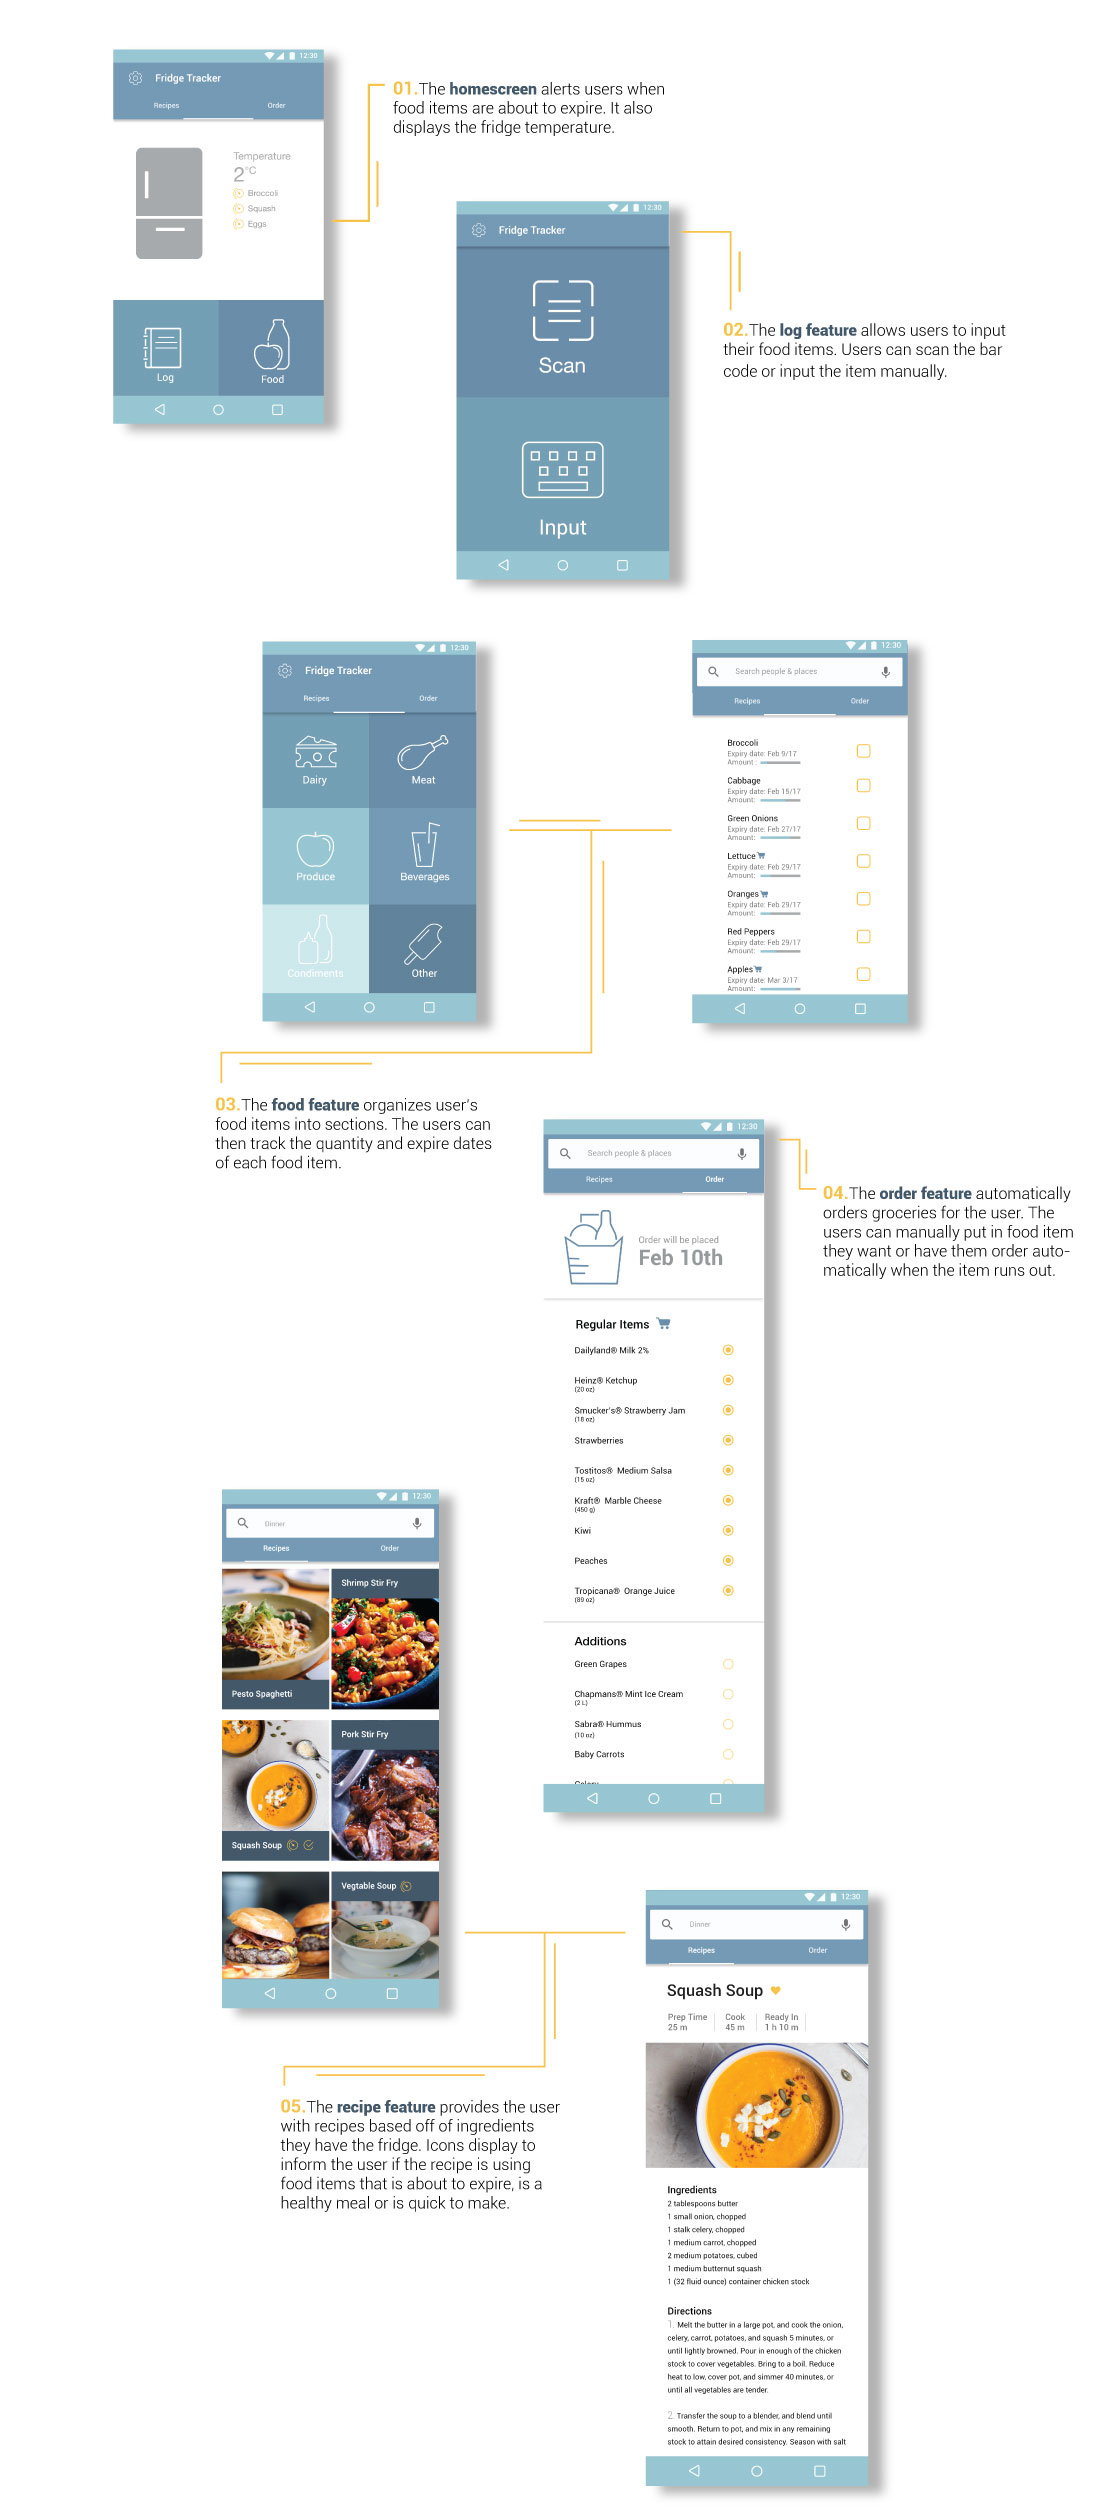 12:30
Fridge Tracker
Recipes Order
Temperature
2°C
Broccoli
Squash
Eggs
Log Food
01.The homescreen alerts users when
food items are about to expire. It also
displays the fridge temperature.
12:30
Fridge Tracker
Scan
Input
02.The log feature allows users to input
their food items. Users can scan the bar
code or input the item manually.
12:30
Fridge Tracker
Recipes Order
Dairy Meat
Produce Beverages
Condiments Other
12:30
Search people & places
Recipes Order
Broccoli
Expiry date: Feb 9/17
Amount :
Cabbage
Expiry date: Feb 15/17
Amount:
Green Onions
Expiry date: Feb 27/17
Amount:
Lettuce
Expiry date: Feb 29/17
Amount:
Oranges
Expiry date: Feb 29/17
Amount:
Red Peppers
Expiry date: Feb 29/17
Amount:
Apples
Expiry date: Mar 3/17
Amount:
03.The food feature organizes user's
food items into sections. The users can
then track the quantity and expire dates
of each food item.
12:30
Search people & places
Recipes Order
Order will be placed
Feb 10th
Regular Items
Dailyland® Milk 2%
Heinz® Ketchup
(20 oz)
Smucker's® Strawberry Jam
(18 oz)
Strawberries
Tostitos® Medium Salsa
(15 oz)
Kraft® Marble Cheese
(450 g)
Kiwi
Peaches
Tropicana® Orange Juice
(89 oz)
Additions
Green Grapes
Chapmans® Mint Ice Cream
(2 L)
Sabra® Hummus
(10 oz)
Baby Carrots
Celery
04.The order feature automatically
orders groceries for the user. The
users can manually put in food item
they want or have them order auto-
matically when the item runs out.
12:30
Dinner
Recipes Order
Shrimp Stir Fry
Pesto Spaghetti
Pork Stir Fry
Squash Soup
Vegtable Soup
05.The recipe feature provides the user
with recipes based off of ingredients
they have the fridge. Icons display to
inform the user if the recipe is using
food items that is about to expire, is a
healthy meal or is quick to make.
12:30
Dinner
Recipes Order
Squash Soup
Prep Time Cook Ready In
25 m 45 m 1 h 10 m
Ingredients
2 tablespoons butter
1 small onion, chopped
1 stalk celery, chopped
1 medium carrot, chopped
2 medium potatoes, cubed
1 medium butternut squash
1 (32 fluid ounce) container chicken stock
Directions
1. Melt the butter in a large pot, and cook the onion,
celery, carrot, potatoes, and squash 5 minutes, or
until lightly browned. Pour in enough of the chicken
stock to cover vegetables. Bring to a boil. Reduce
heat to low, cover pot, and simmer 40 minutes, or
until all vegetables are tender.
2. Transfer the soup to a blender, and blend until
smooth. Return to pot, and mix in any remaining
stock to attain desired consistency. Season with salt